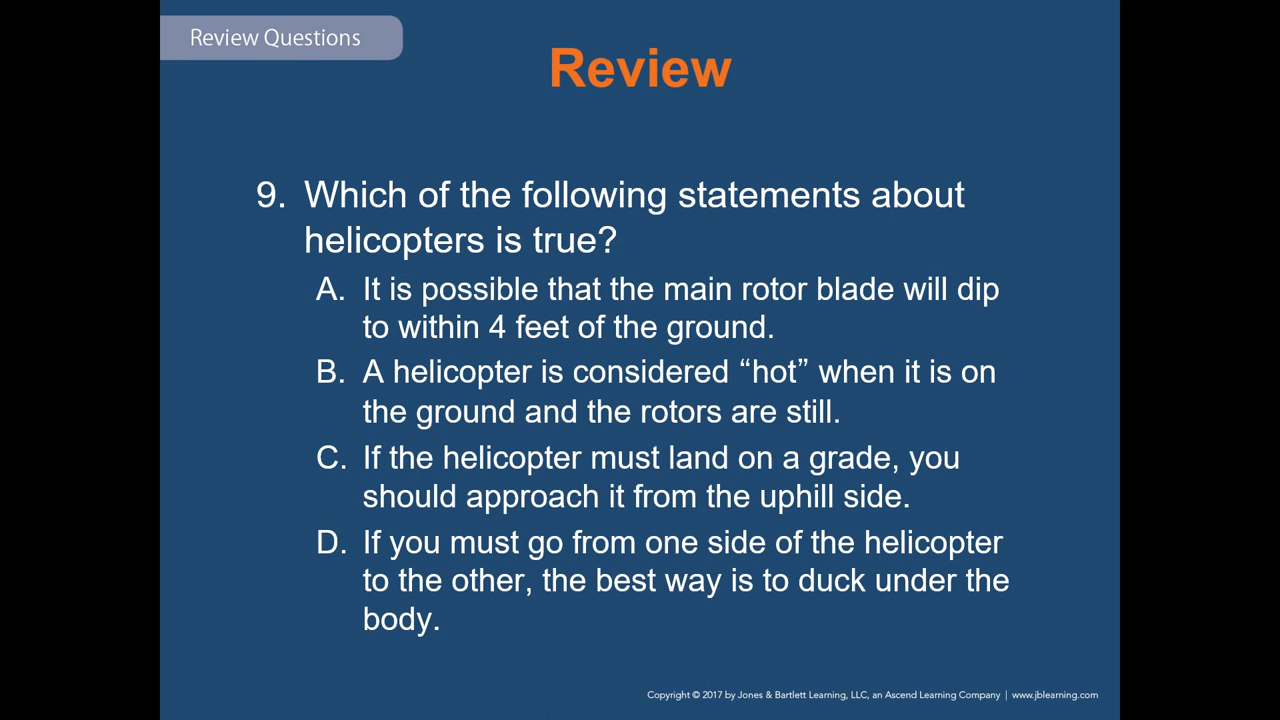 Review Questions
Review
9. Which of the following statements about
helicopters is true?
A. It is possible that the main rotor blade will dip
to within 4 feet of the ground.
B. A helicopter is considered “hot” when it is on
the ground and the rotors are still.
C. If the helicopter must land on a grade, you
should approach it from the uphill side.
D. If you must go from one side of the helicopter
to the other, the best way is to duck under the
body.
Copyright © 2017 by Jones & Bartlett Learning, LLC, an Ascend Learning Company | www.jblearning.com